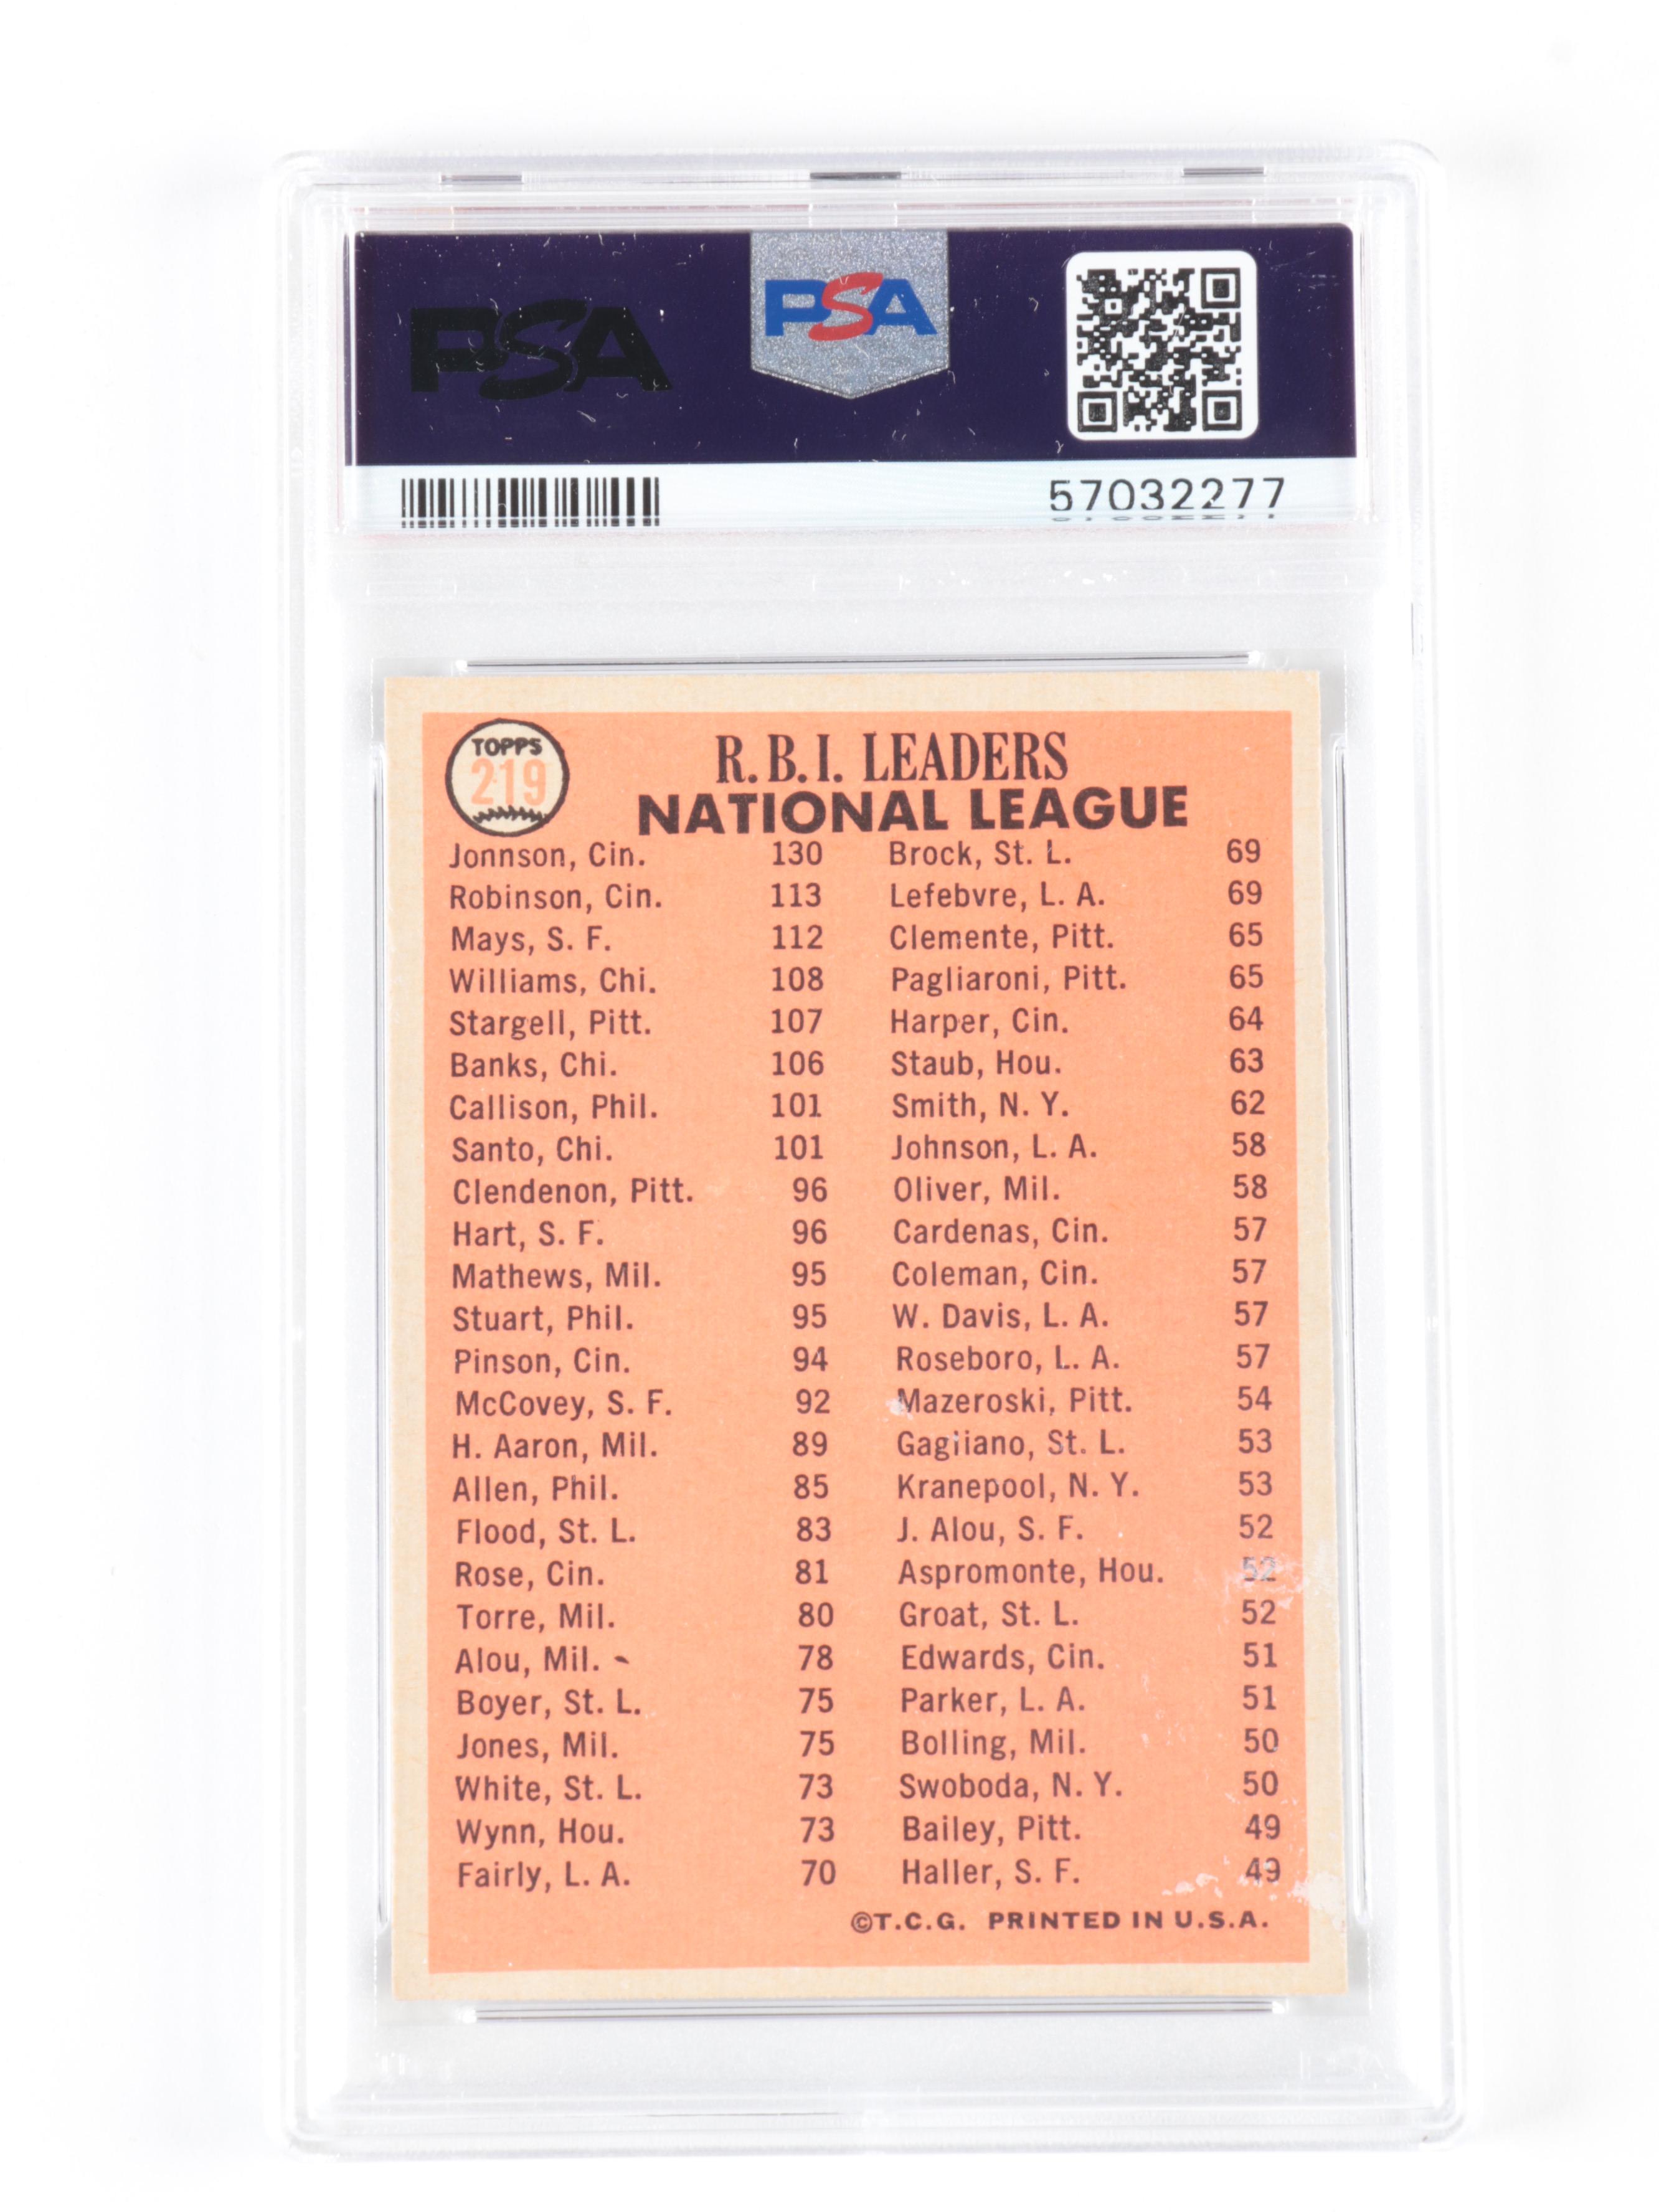 PSA
PSA
57032277
TOPPS
219
R.B.I. LEADERS
NATIONAL LEAGUE
Jonnson, Cin. 130 Brock, St. L. 69
Robinson, Cin. 113 Lefebvre, L. A. 69
Mays, S. F. 112 Clemente, Pitt. 65
Williams, Chi. 108 Pagliaroni, Pitt. 65
Stargell, Pitt. 107 Harper, Cin. 64
Banks, Chi. 106 Staub, Hou. 63
Callison, Phil. 101 Smith, N. Y. 62
Santo, Chi. 101 Johnson, L. A. 58
Clendenon, Pitt. 96 Oliver, Mil. 58
Hart, S. F. 96 Cardenas, Cin. 57
Mathews, Mil. 95 Coleman, Cin. 57
Stuart, Phil. 95 W. Davis, L. A. 57
Pinson, Cin. 94 Roseboro, L. A. 57
McCovey, S. F. 92 Mazeroski, Pitt. 54
H. Aaron, Mil. 89 Gagliano, St. L. 53
Allen, Phil. 85 Kranepool, N. Y. 53
Flood, St. L. 83 J. Alou, S. F. 52
Rose, Cin. 81 Aspromonte, Hou. 52
Torre, Mil. 80 Groat, St. L. 52
Alou, Mil. 78 Edwards, Cin. 51
Boyer, St. L. 75 Parker, L. A. 51
Jones, Mil. 75 Bolling, Mil. 50
White, St. L. 73 Swoboda, N. Y. 50
Wynn, Hou. 73 Bailey, Pitt. 49
Fairly, L. A. 70 Haller, S. F. 49
©T.C.G. PRINTED IN U.S.A.